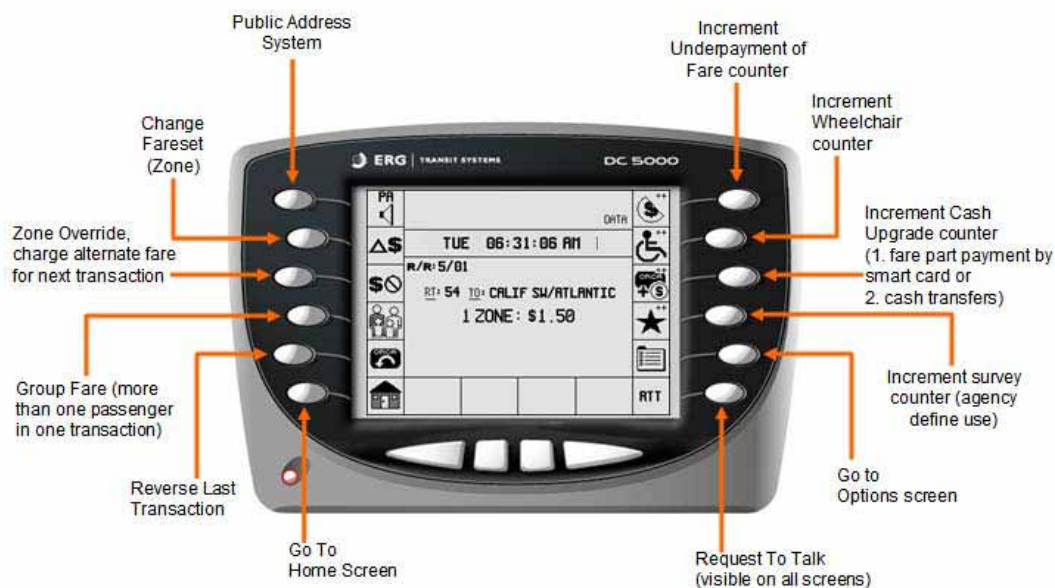 Public Address
System
Increment
Underpayment of
Fare counter
Change
Fareset
(Zone)
Increment
Wheelchair
counter
Zone Override,
charge alternate fare
for next transaction
Increment Cash
Upgrade counter
(1. fare part payment by
smart card or
2. cash transfers)
ERG TRANSIT SYSTEMS
DC 5000
PA
DATA
$ ++
Δ$
TUE 06:31:06 AM
++
R/R: 5/01
$
ORCA ++
+$
RT: 54 TO: CALIF SW/ATLANTIC
1 ZONE: $1.50
++
ORCA
RTT
Group Fare (more
than one passenger
in one transaction)
Increment survey
counter (agency
define use)
Reverse Last
Transaction
Go to
Options screen
Go To
Home Screen
Request To Talk
(visible on all screens)